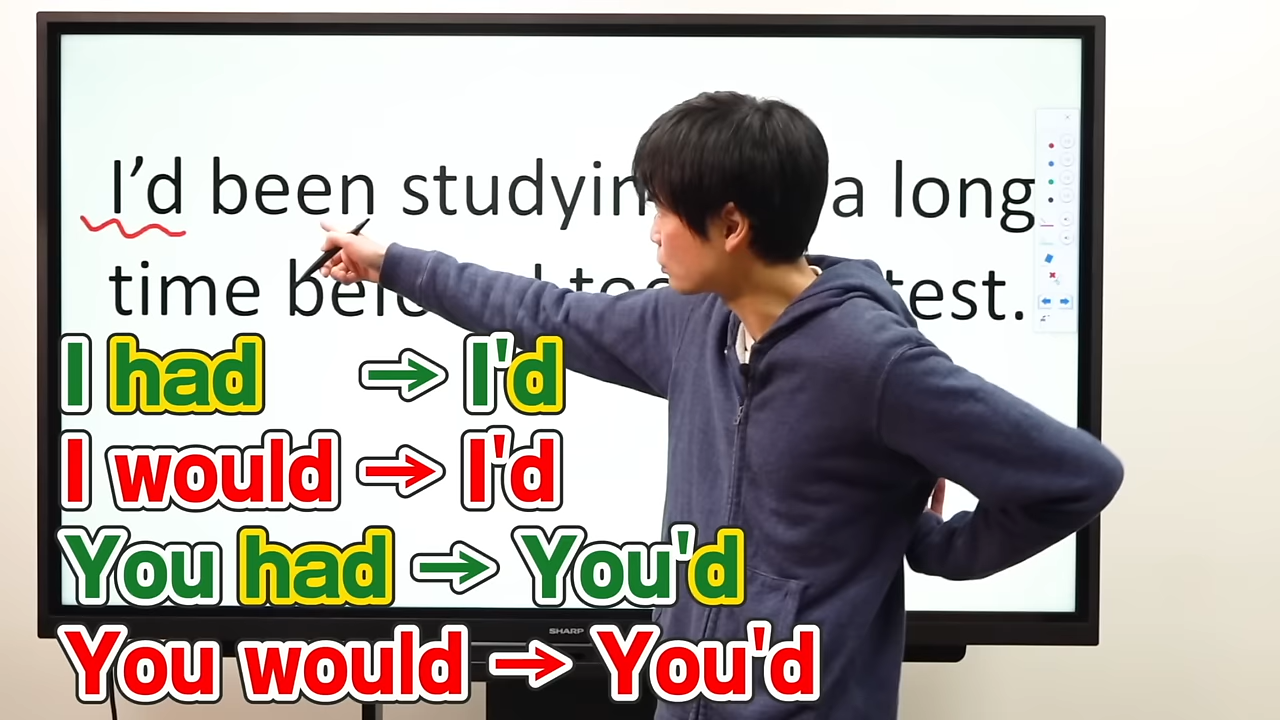 I'd been a long
time test.
I had → I'd
I would → I'd
You had → You'd
SHARP
You would → You'd